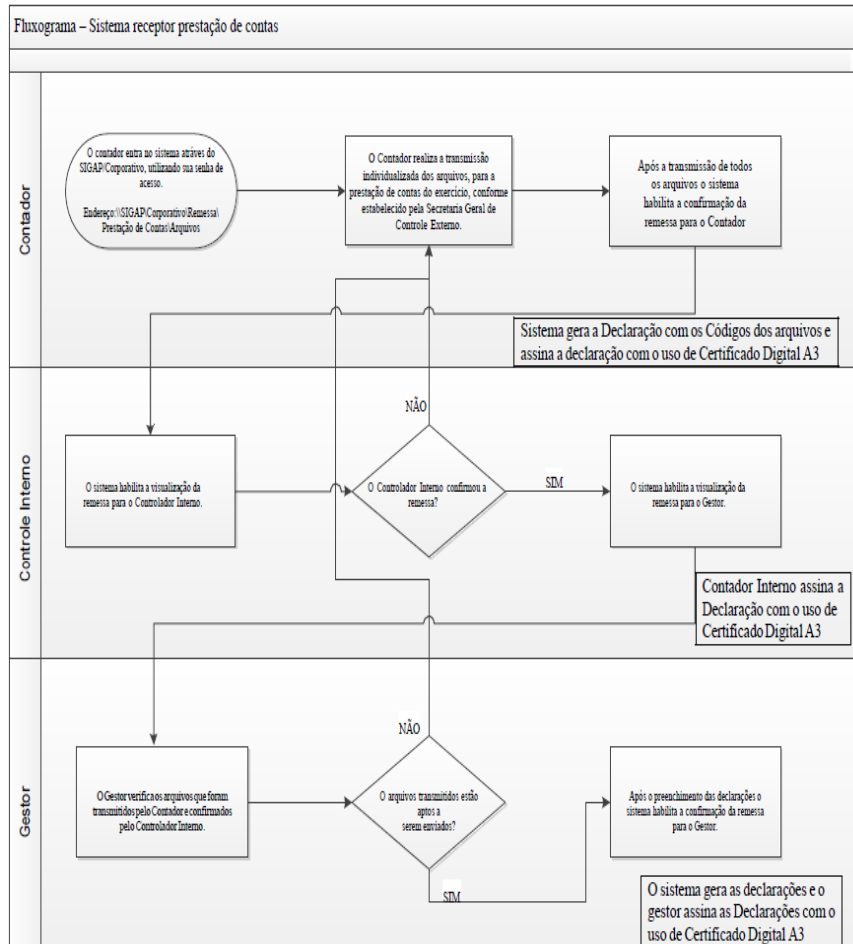 Fluxograma – Sistema receptor prestação de contas
Contador
O contador entra no sistema atráves do
SIGAP/Corporativo, utilizando sua senha de
acesso.
Endereço:\\SIGAP\Corporativo\Remessa\
Prestação de Contas\Arquivos
O Contador realiza a transmissão
individualizada dos arquivos, para a
prestação de contas do exercício, conforme
estabelecido pela Secretaria Geral de
Controle Externo.
Após a transmissão de todos
os arquivos o sistema
habilita a confirmação da
remessa para o Contador
Sistema gera a Declaração com os Códigos dos arquivos e
assina a declaração com o uso de Certificado Digital A3
Controle Interno
O sistema habilita a visualização da
remessa para o Controlador Interno.
NÃO
O Controlador Interno confirmou a
remessa?
SIM
O sistema habilita a visualização da
remessa para o Gestor.
Contador Interno assina a
Declaração com o uso de
Certificado Digital A3
Gestor
O Gestor verifica os arquivos que foram
transmitidos pelo Contador e confirmados
pelo Controlador Interno.
NÃO
O arquivos transmitidos estão
aptos a
serem enviados?
SIM
Após o preenchimento das declarações o
sistema habilita a confirmação da remessa
para o Gestor.
O sistema gera as declarações e o
gestor assina as Declarações com o
uso de Certificado Digital A3